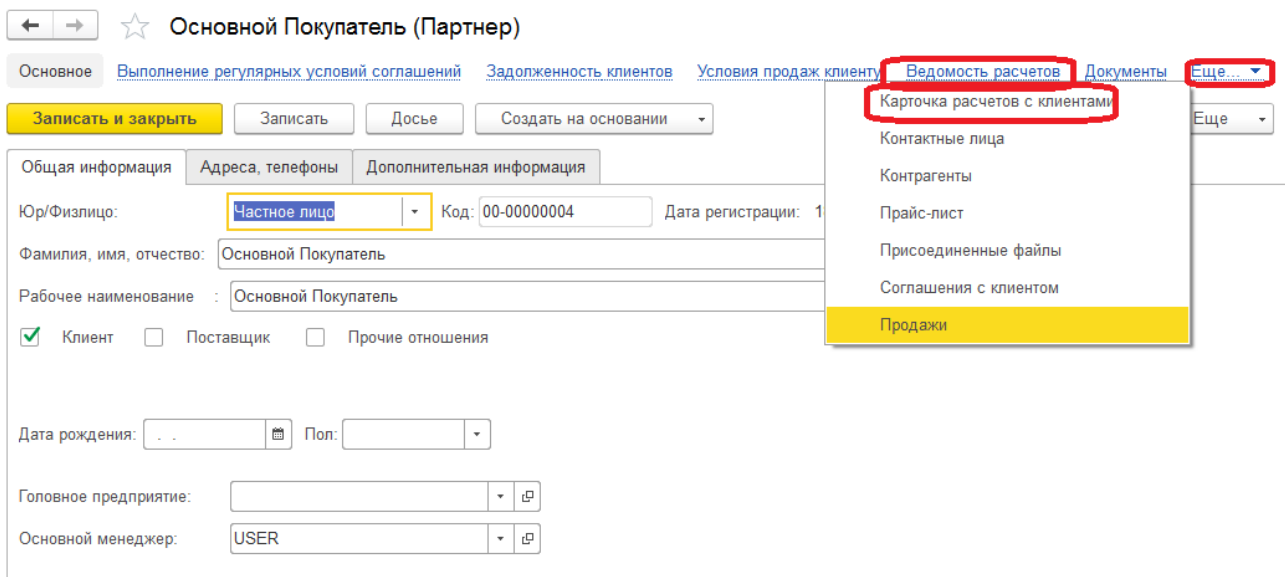 Основной Покупатель (Партнер)
Основное Выполнение регулярных условий соглашений Задолженность клиентов Условия продаж клиенту Ведомость расчетов Документы Еще...
Записать и закрыть Записать Досье Создать на основании Еще
Карточка расчетов с клиентами
Контактные лица
Контрагенты
Прайс-лист
Присоединенные файлы
Соглашения с клиентом
Продажи
Общая информация Адреса, телефоны Дополнительная информация
Юр/Физлицо: Частное лицо Код: 00-00000004 Дата регистрации: 1
Фамилия, имя, отчество: Основной Покупатель
Рабочее наименование : Основной Покупатель
Клиент Поставщик Прочие отношения
Дата рождения: . . Пол:
Головное предприятие:
Основной менеджер: USER